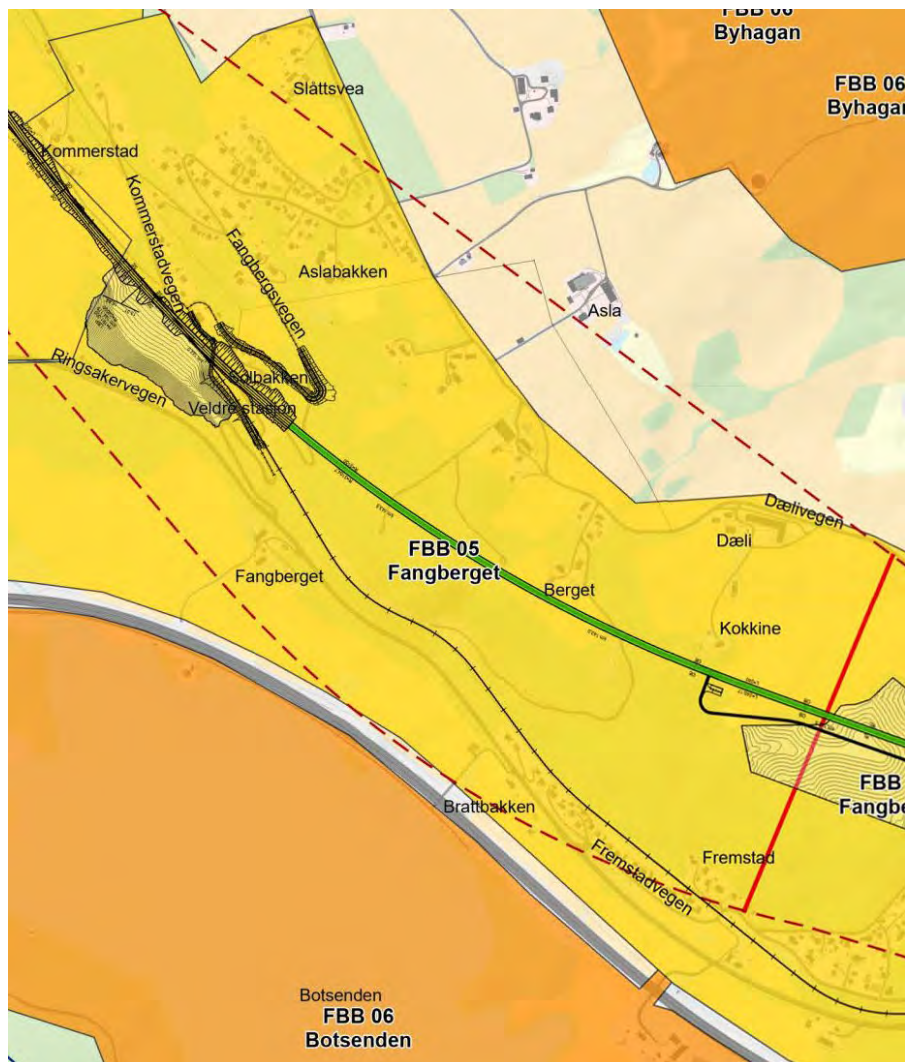 FBB 06
Byhagan
FBB 06
Byhagan
Slåttsvea
Kommerstad
Kommerstadvegen
Fangbergsvegen
Aslabakken
Asla
Ringsakervegen
Solbakken
Veldre stasjon
Dælivegen
Dæli
FBB 05
Fangberget
Fangberget
Berget
Kokkine
FBB
Fangbe
Brattbakken
Fremstad
Fremstadvegen
Botsenden
FBB 06
Botsenden